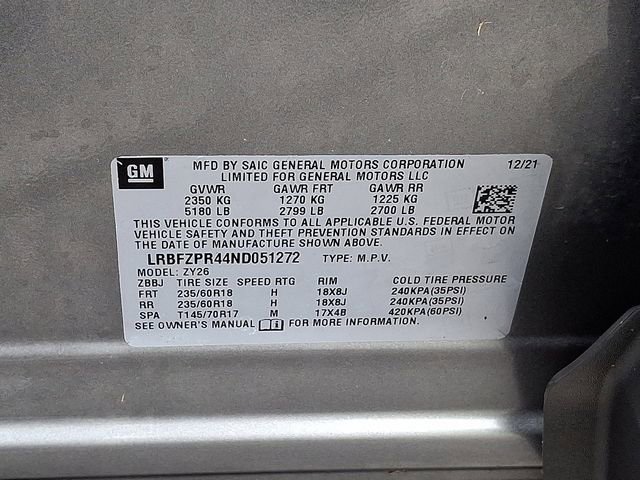 GM MFD BY SAIC GENERAL MOTORS CORPORATION 12/21
LIMITED FOR GENERAL MOTORS LLC
GVWR GAWR FRT GAWR RR
2350 KG 1270 KG 1225 KG
5180 LB 2799 LB 2700 LB
THIS VEHICLE CONFORMS TO ALL APPLICABLE U.S. FEDERAL MOTOR
VEHICLE SAFETY AND THEFT PREVENTION STANDARDS IN EFFECT ON
THE DATE OF MANUFACTURE SHOWN ABOVE.
LRBFZPR44ND051272 TYPE: M.P.V.
MODEL: ZY26
ZBBJ TIRE SIZE SPEED RTG RIM COLD TIRE PRESSURE
FRT 235/60R18 H 18X8J 240KPA(35PSI)
RR 235/60R18 H 18X8J 240KPA(35PSI)
SPA T145/70R17 M 17X4B 420KPA(60PSI)
SEE OWNER'S MANUAL FOR MORE INFORMATION